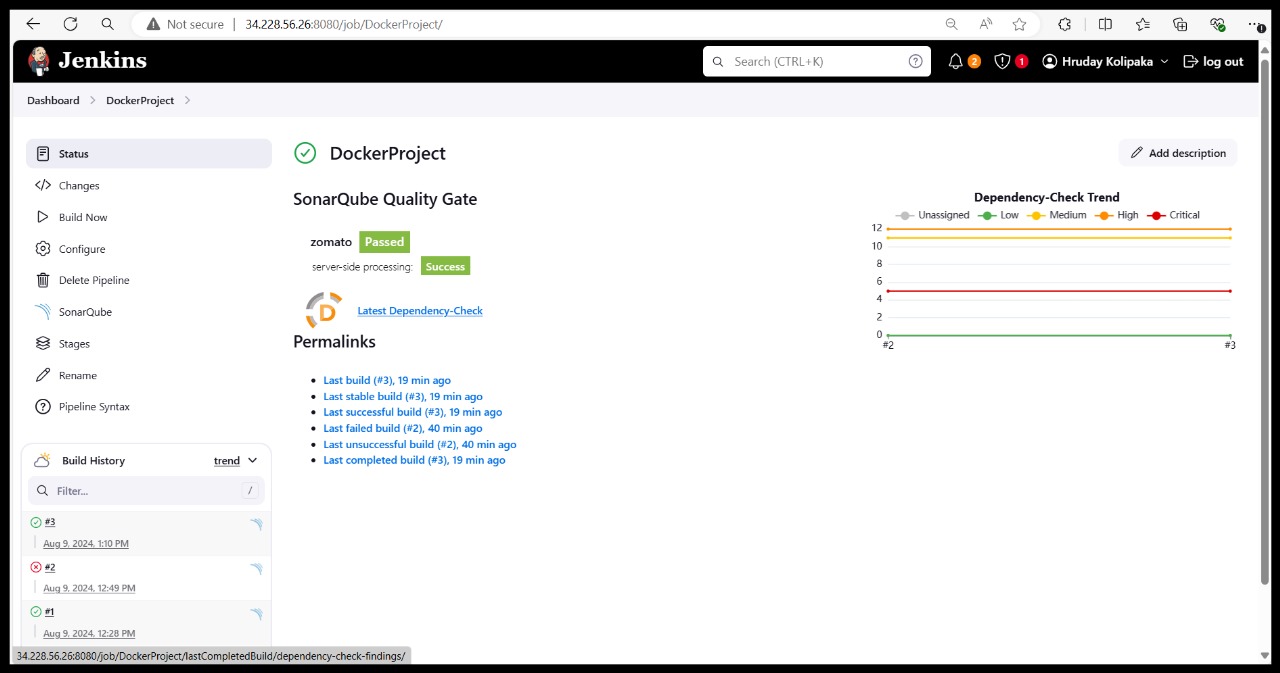 Not secure 34.228.56.26:8080/job/DockerProject/
Jenkins
Search (CTRL+K)
2
1
Hruday Kolipaka
log out
Dashboard
DockerProject
Status
Changes
Build Now
Configure
Delete Pipeline
SonarQube
Stages
Rename
Pipeline Syntax
Build History trend
Filter... /
#3
Aug 9, 2024, 1:10 PM
#2
Aug 9, 2024, 12:49 PM
#1
Aug 9, 2024, 12:28 PM
DockerProject
Add description
SonarQube Quality Gate
zomato Passed
server-side processing: Success
Latest Dependency-Check
Permalinks
Last build (#3), 19 min ago
Last stable build (#3), 19 min ago
Last successful build (#3), 19 min ago
Last failed build (#2), 40 min ago
Last unsuccessful build (#2), 40 min ago
Last completed build (#3), 19 min ago
Dependency-Check Trend
Unassigned Low Medium High Critical
12
10
8
6
4
2
0
#2 #3
34.228.56.26:8080/job/DockerProject/lastCompletedBuild/dependency-check-findings/